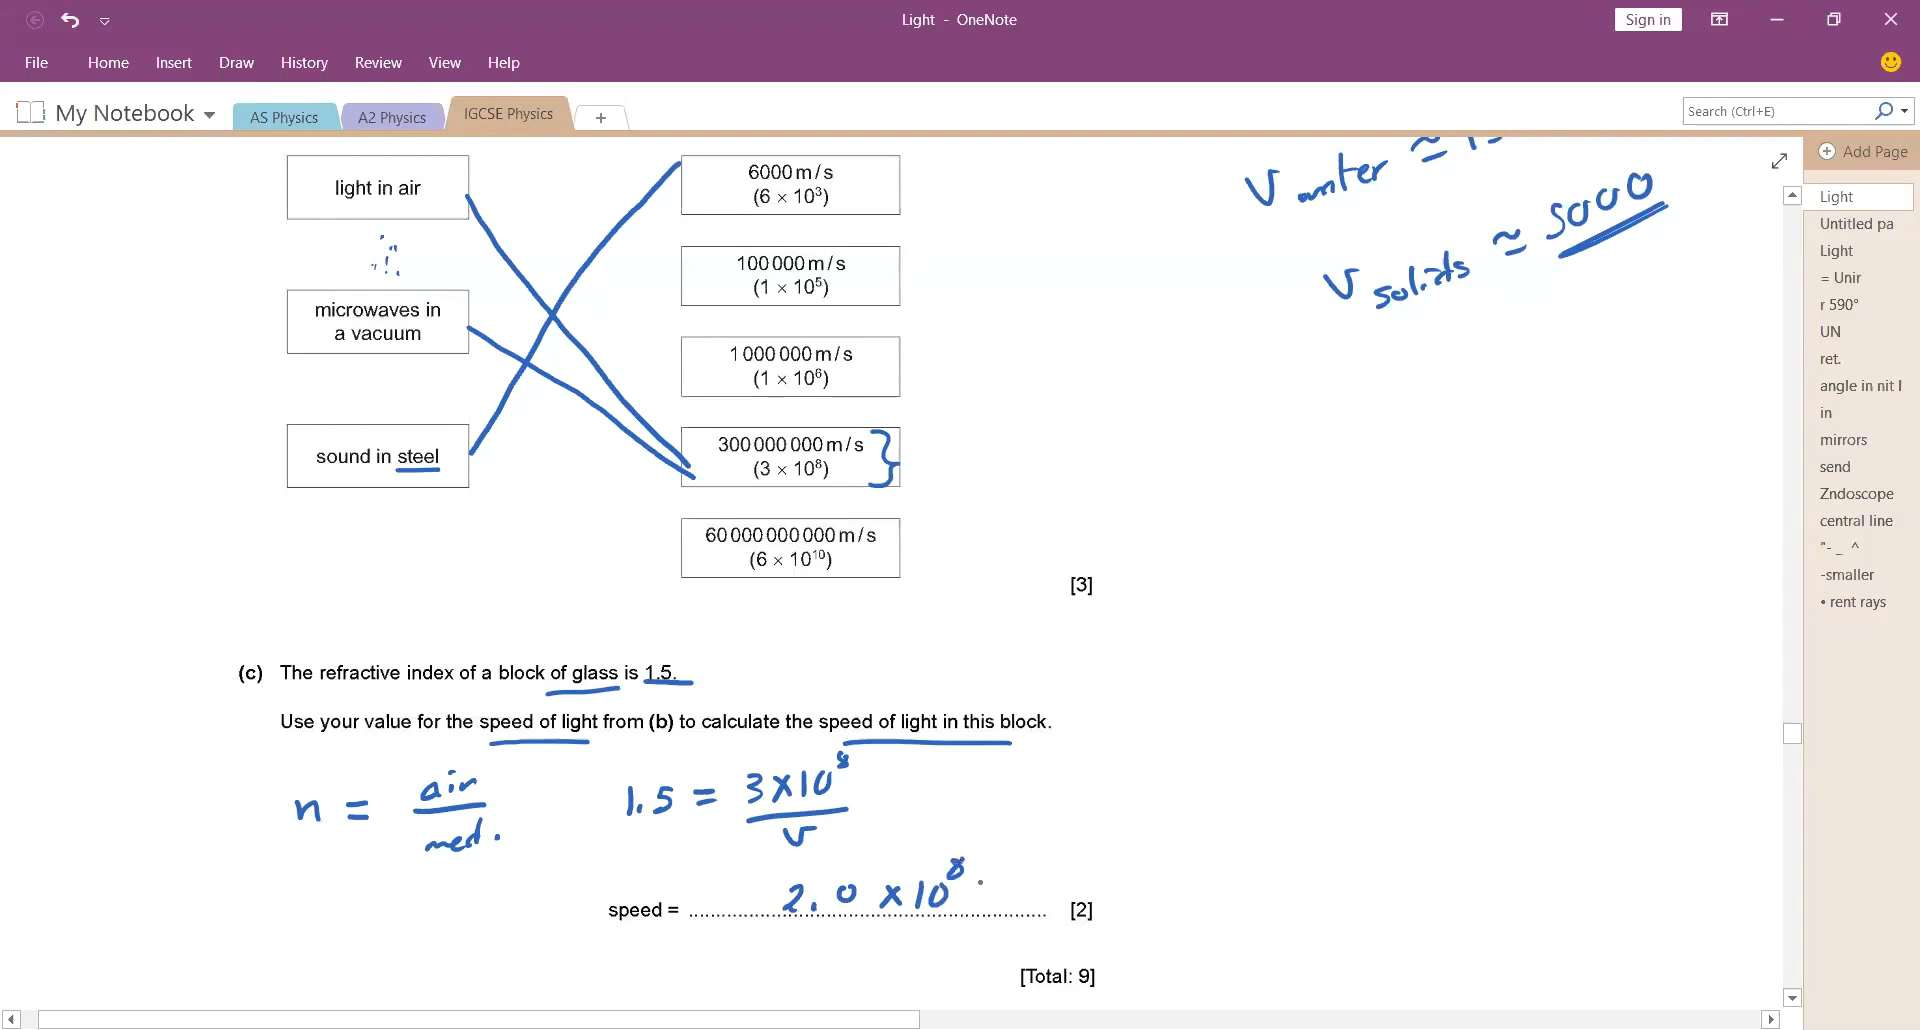 Light - OneNote
Sign in
File Home Insert Draw History Review View Help
My Notebook
AS Physics
A2 Physics
IGCSE Physics
+
Search (Ctrl+E)
Add Page
Light
Untitled pa
Light
= Unir
r 590°
UN
ret.
angle in nit I
in
mirrors
send
Zndoscope
central line
"- _ ^
-smaller
• rent rays
light in air
microwaves in
a vacuum
sound in steel
6000 m / s
(6 × 10³)
100 000 m / s
(1 × 10⁵)
1 000 000 m / s
(1 × 10⁶)
300 000 000 m / s
(3 × 10⁸)
60 000 000 000 m / s
(6 × 10¹⁰)
[3]
V ≈
V solids ≈ 5000
(c) The refractive index of a block of glass is 1.5.
Use your value for the speed of light from (b) to calculate the speed of light in this block.
n = air / med.
1.5 = 3×10⁸ / v
speed = 2.0 × 10⁸ [2]
[Total: 9]